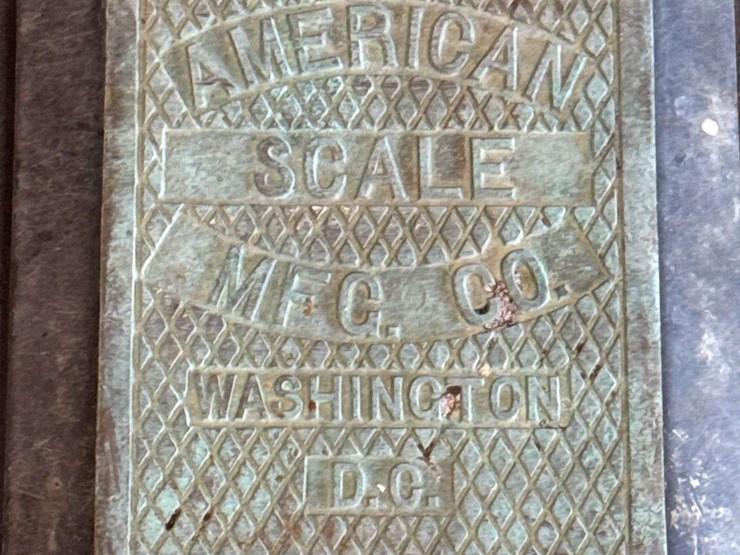 AMERICAN
SCALE
MFG. CO.
WASHINGTON
D.C.